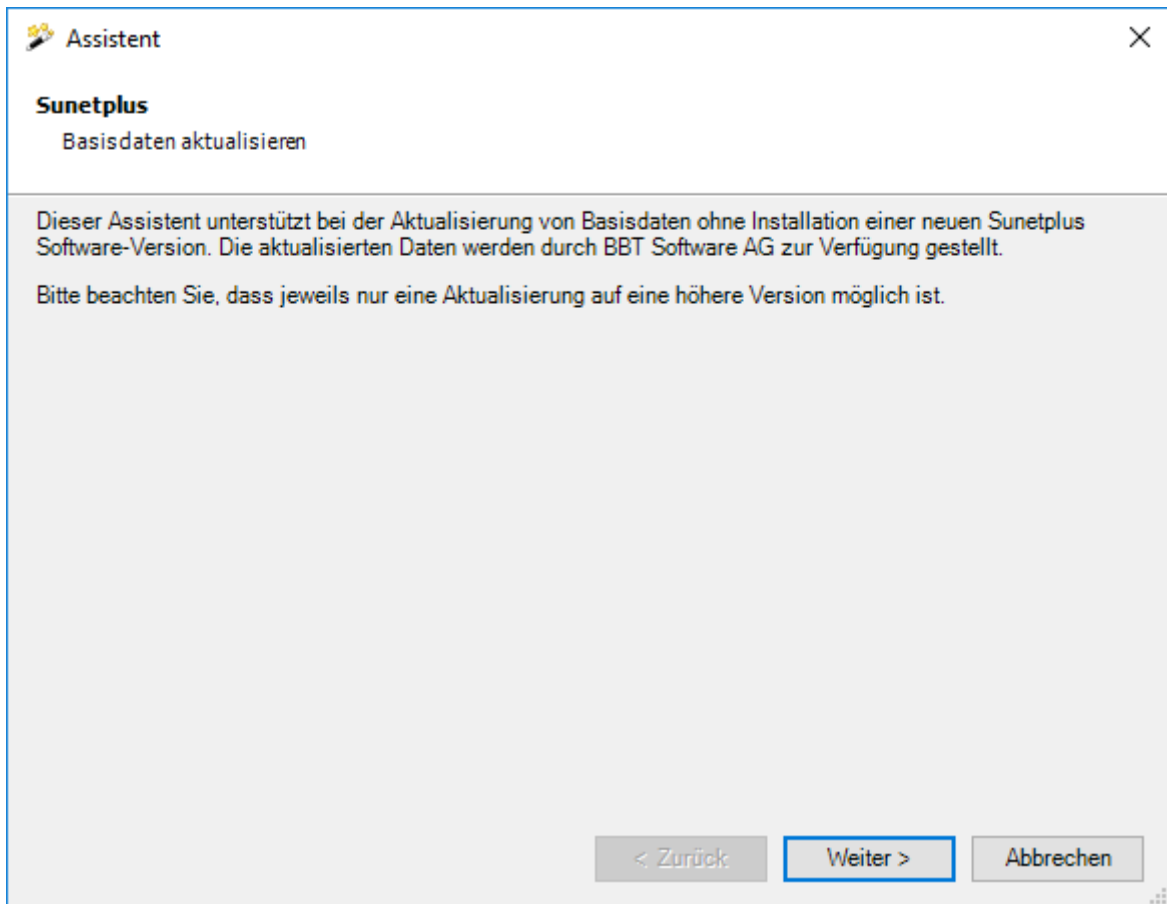 Assistent
Sunetplus
Basisdaten aktualisieren
Dieser Assistent unterstützt bei der Aktualisierung von Basisdaten ohne Installation einer neuen Sunetplus
Software-Version. Die aktualisierten Daten werden durch BBT Software AG zur Verfügung gestellt.
Bitte beachten Sie, dass jeweils nur eine Aktualisierung auf eine höhere Version möglich ist.
< Zurück Weiter > Abbrechen